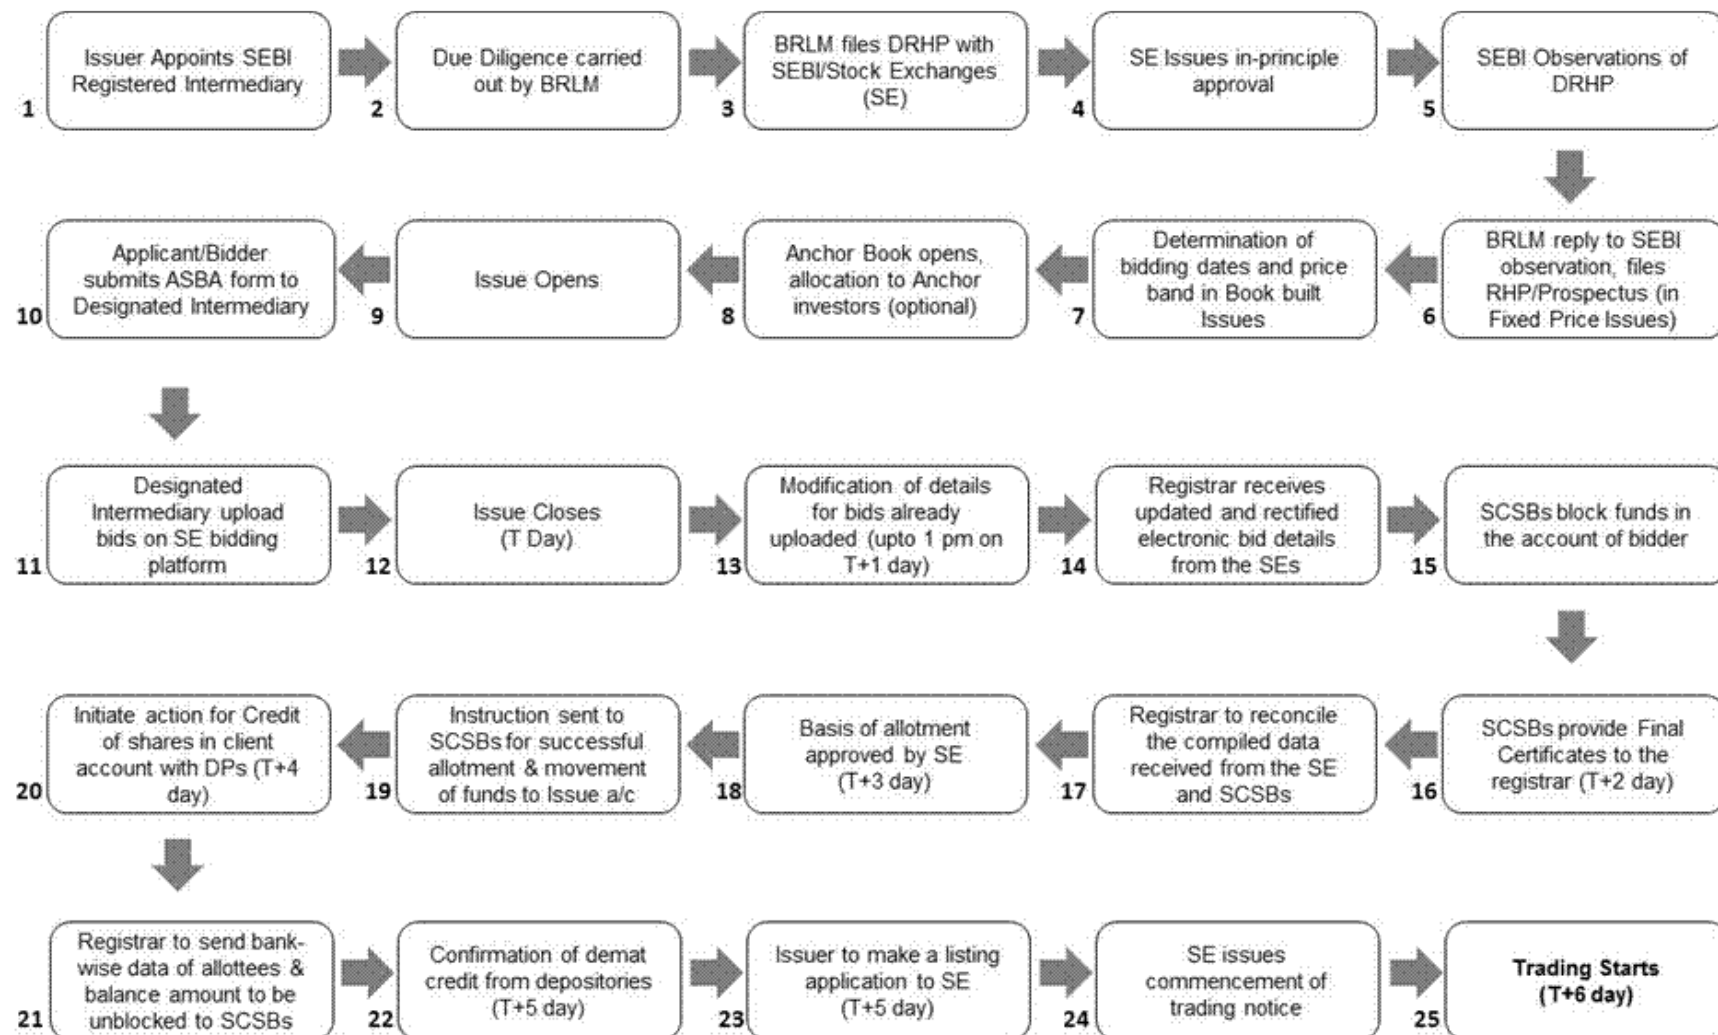 Issuer Appoints SEBI
Registered Intermediary
1
Due Diligence carried
out by BRLM
2
BRLM files DRHP with
SEBI/Stock Exchanges
(SE)
3
SE Issues in-principle
approval
4
SEBI Observations of
DRHP
5
BRLM reply to SEBI
observation, files
RHP/Prospectus (in
Fixed Price Issues)
6
Determination of
bidding dates and price
band in Book built
Issues
7
Anchor Book opens,
allocation to Anchor
investors (optional)
8
Issue Opens
9
Applicant/Bidder
submits ASBA form to
Designated Intermediary
10
Designated
Intermediary upload
bids on SE bidding
platform
11
Issue Closes
(T Day)
12
Modification of details
for bids already
uploaded (upto 1 pm on
T+1 day)
13
Registrar receives
updated and rectified
electronic bid details
from the SEs
14
SCSBs block funds in
the account of bidder
15
SCSBs provide Final
Certificates to the
registrar (T+2 day)
16
Registrar to reconcile
the compiled data
received from the SE
and SCSBs
17
Basis of allotment
approved by SE
(T+3 day)
18
Instruction sent to
SCSBs for successful
allotment & movement
of funds to Issue a/c
19
Initiate action for Credit
of shares in client
account with DPs (T+4
day)
20
Registrar to send bank-
wise data of allottees &
balance amount to be
unblocked to SCSBs
21
Confirmation of demat
credit from depositories
(T+5 day)
22
Issuer to make a listing
application to SE
(T+5 day)
23
SE issues
commencement of
trading notice
24
Trading Starts
(T+6 day)
25